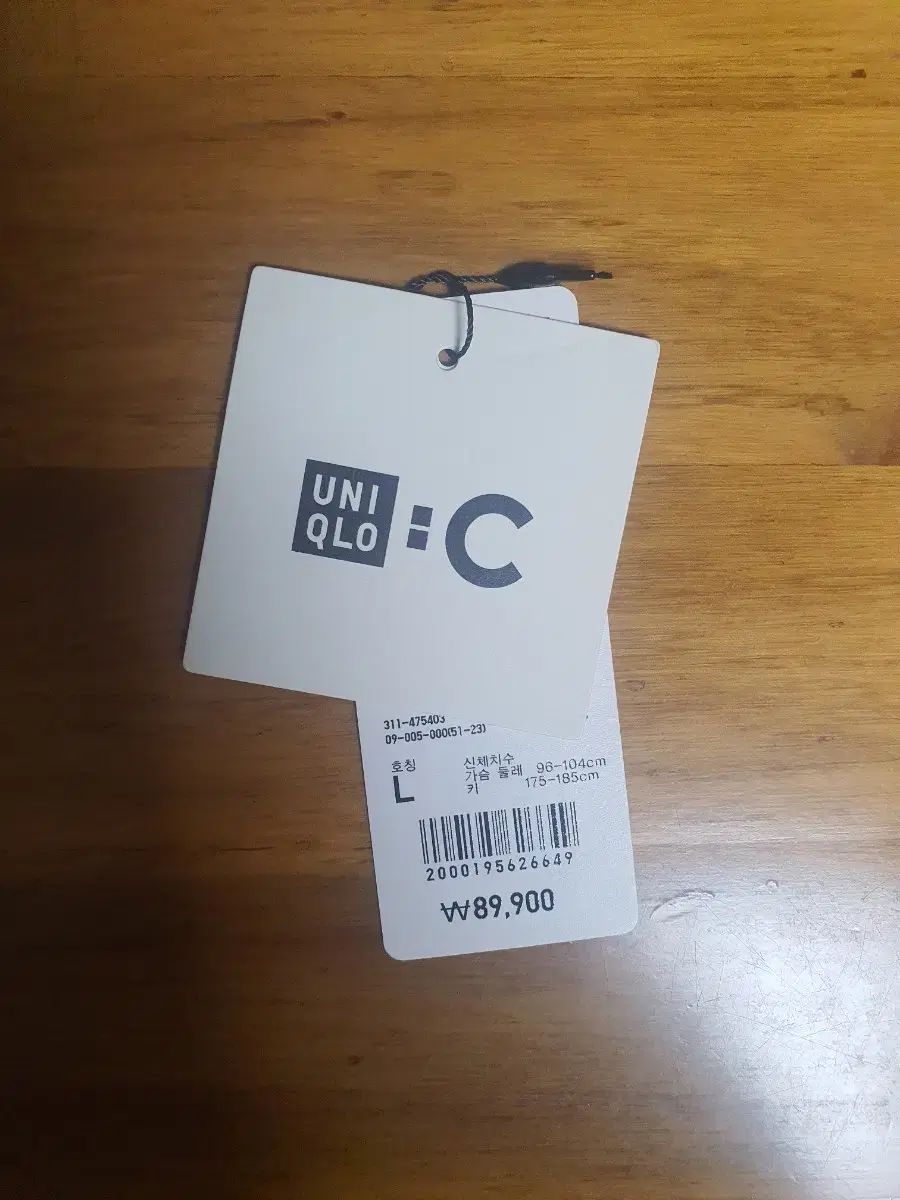 UNI
QLO : C
311-475403
09-005-000(51-23)
호칭
L
신체치수
가슴 둘레 96-104cm
키 175-185cm
2000195626649
₩89,900